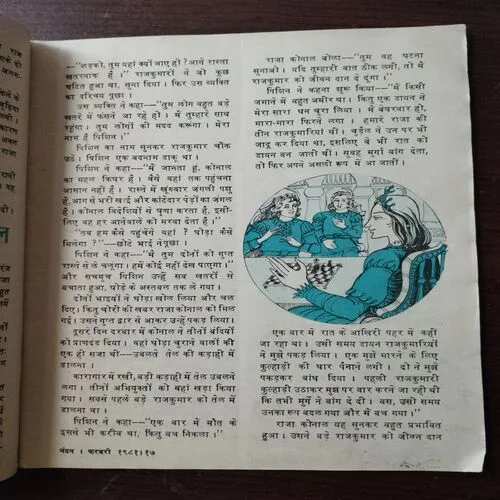 —"लड़को, तुम यहां क्यों आए हो? आगे रास्ता
खतरनाक है।" राजकुमारों ने जो कुछ
घटित हुआ था, सुना दिया। फिर उस व्यक्ति
का परिचय पूछा।
उस व्यक्ति ने कहा—"तुम लोग बहुत बड़े
खतरे में फंसने जा रहे हो। मैं तुम्हारे साथ
रहूंगा। तुम लोगों की मदद करूंगा। मेरा
नाम है पिशिन।"
पिशिन का नाम सुनकर राजकुमार चौंक
उठे। पिशिन एक बदनाम डाकू था।
पिशिन ने कहा—"मैं जानता हूं, कोनाल
का महल किधर है। वैसे वहां तक पहुंचना
आसान नहीं है। रास्ते में खूंखार जंगली पशु
हैं, आग से भरी खाई और कांटेदार पेड़ों का जंगल
है। कोनाल विदेशियों से घृणा करता है, इसी-
लिए वह हर आनेवाले को मरवा देता है।"
"तब हम कैसे पहुंचेंगे वहां? घोड़ा कैसे
मिलेगा?"—छोटे भाई ने पूछा।
पिशिन ने कहा—"मैं तुम दोनों को गुप्त
रास्ते से ले चलूंगा। हमें कोई नहीं देख पाएगा।"
और सचमुच पिशिन उन्हें सब खतरों से
बचाता हुआ, घोड़े के अस्तबल तक ले गया।
दोनों भाइयों ने घोड़ा खोल लिया और चल
दिए। किंतु चोरी की खबर राजा कोनाल को मिल
गई। उसने गुप्त द्वार से आकर उन्हें पकड़ लिया।
दूसरे दिन दरबार में कोनाल ने तीनों बंदियों
को प्राणदंड दिया। वहां घोड़ा चुराने वालों की
एक ही सजा थी—उबलते तेल की कड़ाही में
डालना।
कारागार में रखी, बड़ी कड़ाही में तेल उबलने
लगा। तीनों अभियुक्तों को वहां खड़ा किया
गया। सबसे पहले बड़े राजकुमार को तेल में
डालना था।
पिशिन ने कहा—"एक बार मैं मौत के
इससे भी करीब था, किंतु बच निकला।"
नंदन । फरवरी १९८१।१७
राजा कोनाल बोला—"तुम वह घटना
सुनाओ। यदि तुम्हारी बात ठीक लगी, तो मैं
राजकुमार को जीवन दान दे दूंगा।"
पिशिन ने कहना शुरू किया—"मैं किसी
जमाने में बहुत अमीर था। किंतु एक डायन ने
मेरा सारा धन चुरा लिया। मैं बेघरबार हो,
मारा-मारा फिरने लगा। हमारे राजा की
तीन राजकुमारियां थीं। चुड़ैल ने उन पर भी
जादू कर दिया था, इसलिए वे भी रात को
डायन बन जाती थीं। सुबह मुर्गा बांग देता,
तो फिर अपने असली रूप में आ जातीं।
एक बार मैं रात के आखिरी पहर में कहीं
जा रहा था। उसी समय डायन राजकुमारियों
ने मुझे पकड़ लिया। एक मुझे मारने के लिए
कुल्हाड़ी की धार पैनाने लगी। दो ने मुझे
पकड़कर बांध दिया। पहली राजकुमारी
कुल्हाड़ी उठाकर मुझ पर वार करने जा रही थी
कि तभी मुर्गे ने बांग दे दी। बस, उसी समय
उनका रूप बदल गया और मैं बच गया।"
राजा कोनाल यह सुनकर बहुत प्रभावित
हुआ। उसने बड़े राजकुमार को जीवन दान